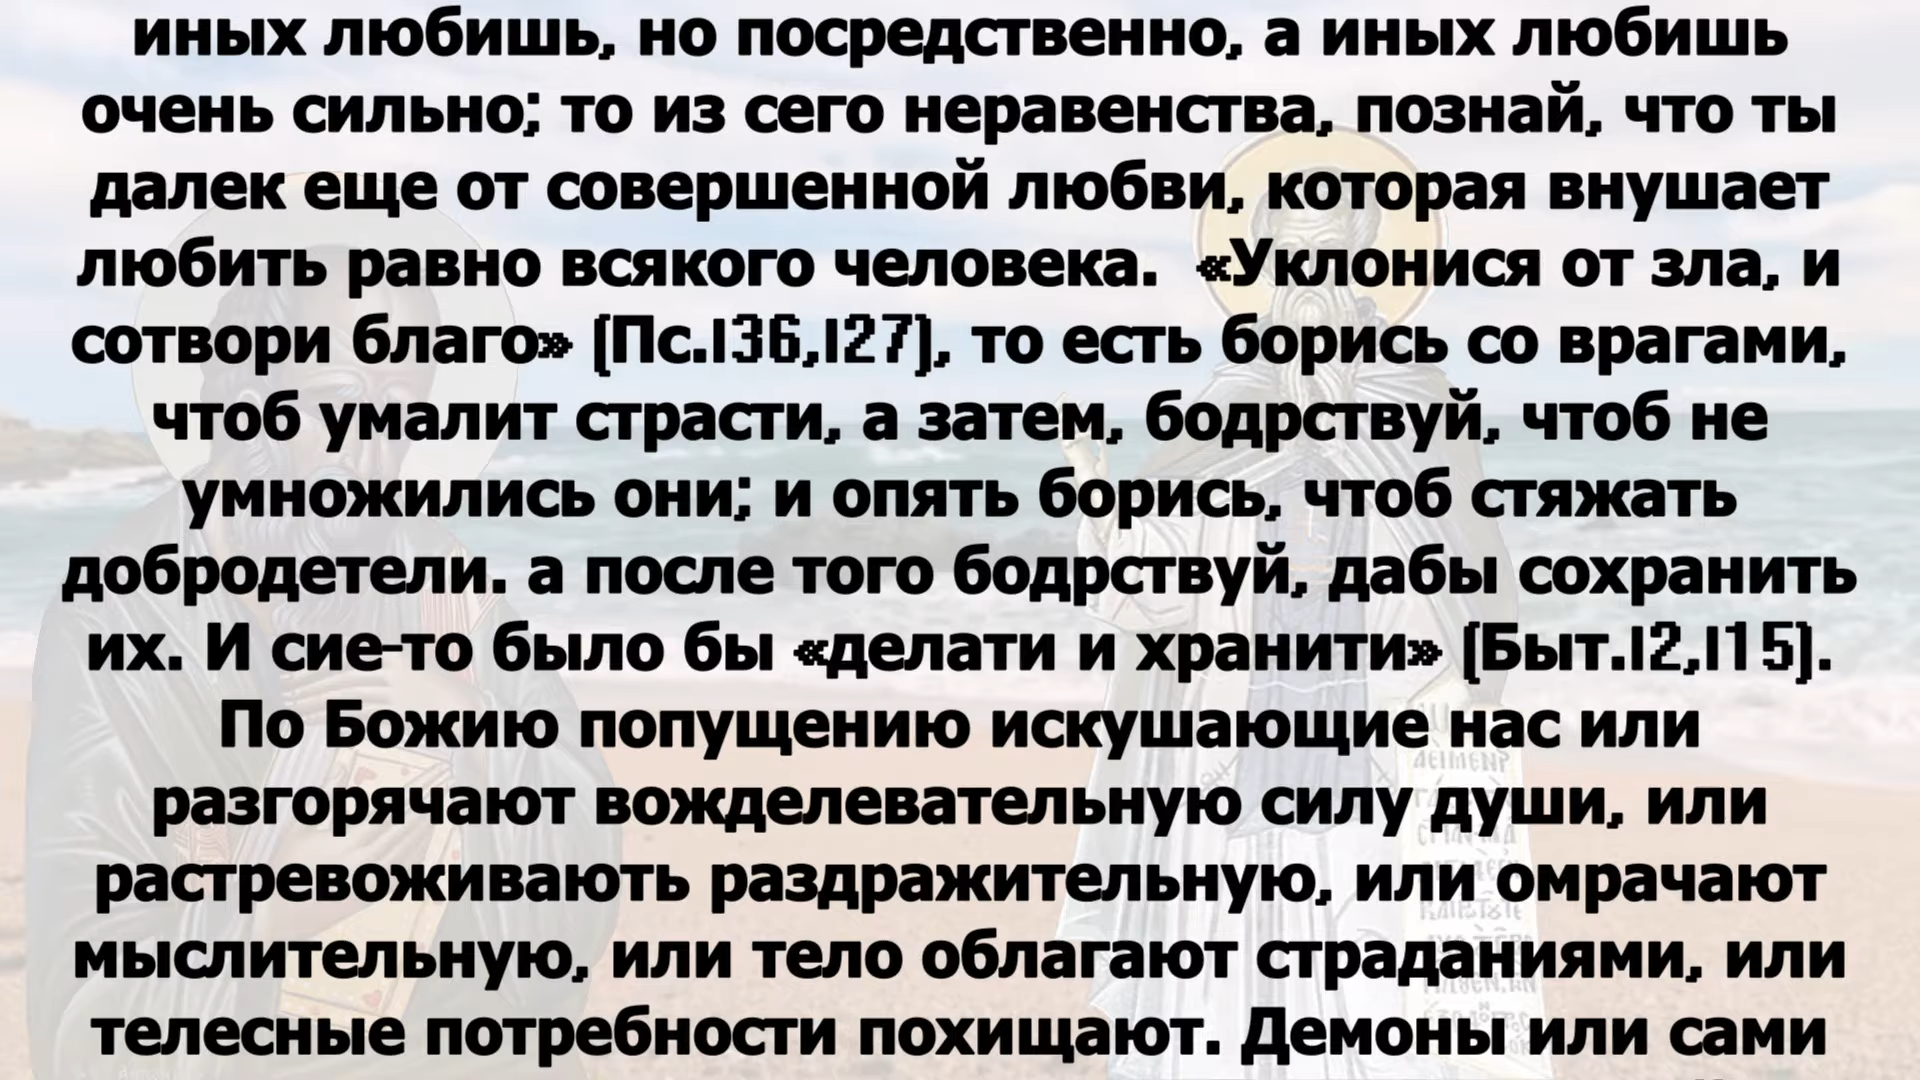 иных любишь, но посредственно, а иных любишь
очень сильно; то из сего неравенства, познай, что ты
далек еще от совершенной любви, которая внушает
любить равно всякого человека. «Уклонися от зла, и
сотвори благо» [Пс.I36,I27], то есть борись со врагами,
чтоб умалит страсти, а затем, бодрствуй, чтоб не
умножились они; и опять борись, чтоб стяжать
добродетели. а после того бодрствуй, дабы сохранить
их. И сие-то было бы «делати и хранити» [Быт.I2,I15].
По Божию попущению искушающие нас или
разгорячают вожделевательную силу души, или
растревоживають раздражительную, или омрачают
мыслительную, или тело облагают страданиями, или
телесные потребности похищают. Демоны или сами